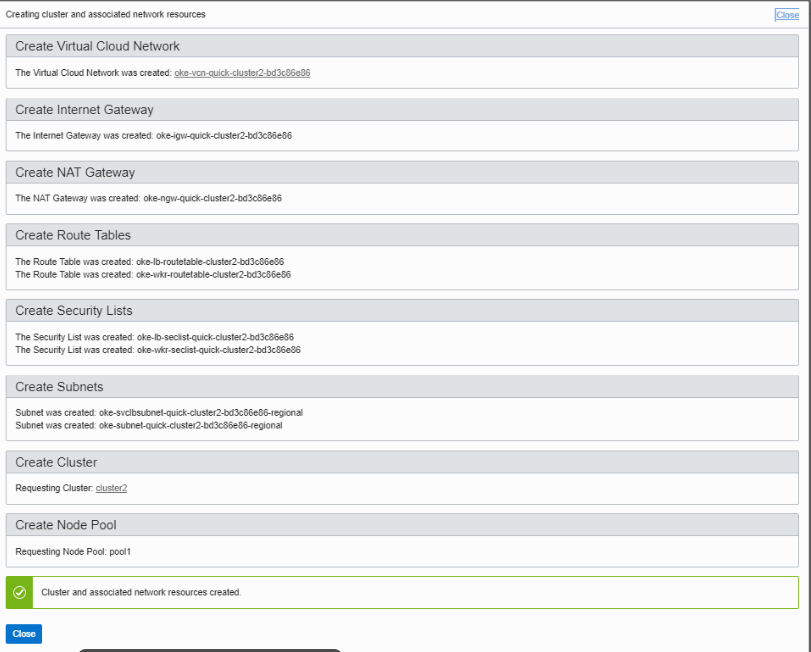 Creating cluster and associated network resources
Close
Create Virtual Cloud Network
The Virtual Cloud Network was created: oke-vcn-quick-cluster2-bd3c86e86
Create Internet Gateway
The Internet Gateway was created: oke-igw-quick-cluster2-bd3c86e86
Create NAT Gateway
The NAT Gateway was created: oke-ngw-quick-cluster2-bd3c86e86
Create Route Tables
The Route Table was created: oke-lb-routetable-cluster2-bd3c86e86
The Route Table was created: oke-wkr-routetable-cluster2-bd3c86e86
Create Security Lists
The Security List was created: oke-lb-seclist-quick-cluster2-bd3c86e86
The Security List was created: oke-wkr-seclist-quick-cluster2-bd3c86e86
Create Subnets
Subnet was created: oke-svclbsubnet-quick-cluster2-bd3c86e86-regional
Subnet was created: oke-subnet-quick-cluster2-bd3c86e86-regional
Create Cluster
Requesting Cluster: cluster2
Create Node Pool
Requesting Node Pool: pool1
Cluster and associated network resources created.
Close